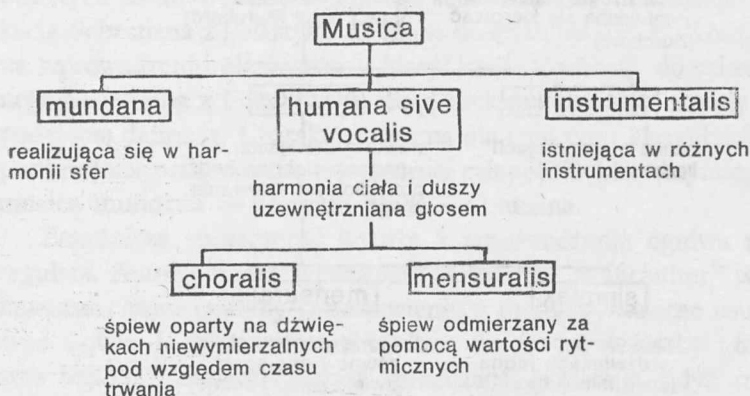 Musica
mundana
realizująca się w har-
monii sfer
humana sive
vocalis
harmonia ciała i duszy
uzewnętrzniana głosem
instrumentalis
istniejąca w różnych
instrumentach
choralis
śpiew oparty na dźwię-
kach niewymierzalnych
pod względem czasu
trwania
mensuralis
śpiew odmierzany za
pomocą wartości ryt-
micznych